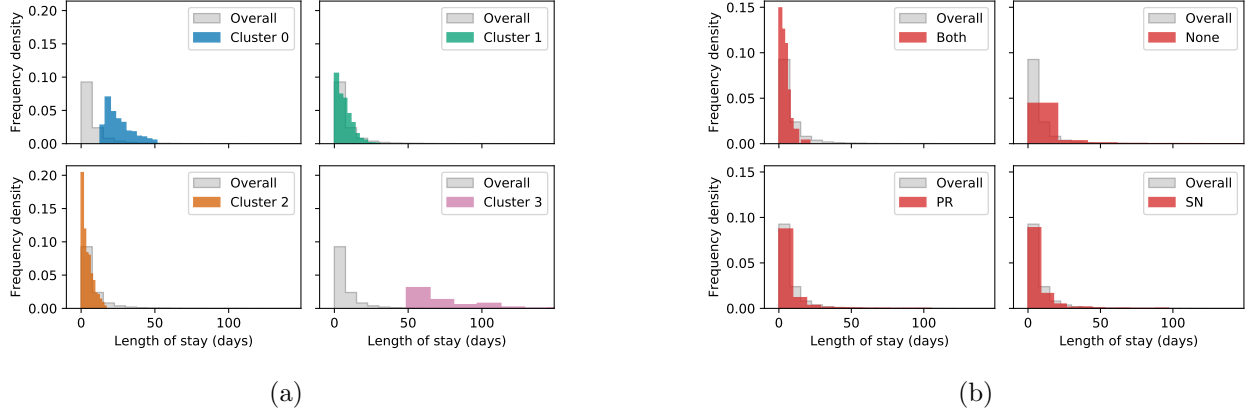 Overall
Cluster 0
Overall
Cluster 1
Frequency density
0.20
0.15
0.10
0.05
0.00
Overall
Cluster 2
Overall
Cluster 3
Frequency density
0.20
0.15
0.10
0.05
0.00
0 50 100
0 50 100
Length of stay (days)
Length of stay (days)
(a)
Overall
Both
Overall
None
Frequency density
0.15
0.10
0.05
0.00
Overall
PR
Overall
SN
Frequency density
0.15
0.10
0.05
0.00
0 50 100
0 50 100
Length of stay (days)
Length of stay (days)
(b)